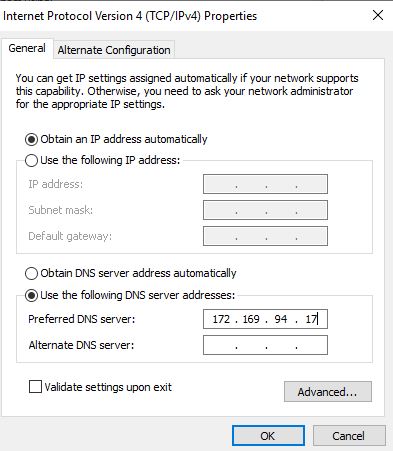 Internet Protocol Version 4 (TCP/IPv4) Properties
General
Alternate Configuration
You can get IP settings assigned automatically if your network supports
this capability. Otherwise, you need to ask your network administrator
for the appropriate IP settings.
Obtain an IP address automatically
Use the following IP address:
IP address:
Subnet mask:
Default gateway:
Obtain DNS server address automatically
Use the following DNS server addresses:
Preferred DNS server: 172 . 169 . 94 . 17
Alternate DNS server: . . .
Validate settings upon exit
Advanced...
OK
Cancel